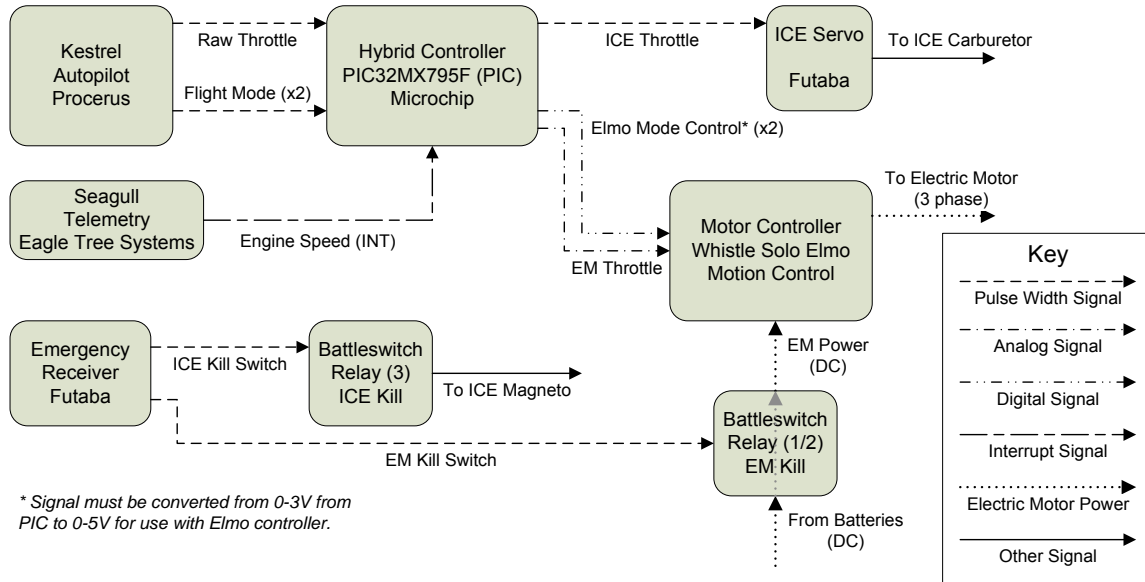 Kestrel
Autopilot
Procerus
Raw Throttle
Flight Mode (x2)
Hybrid Controller
PIC32MX795F (PIC)
Microchip
ICE Throttle
ICE Servo
Futaba
To ICE Carburetor
Elmo Mode Control* (x2)
Seagull
Telemetry
Eagle Tree Systems
Engine Speed (INT)
EM Throttle
Motor Controller
Whistle Solo Elmo
Motion Control
To Electric Motor
(3 phase)
Emergency
Receiver
Futaba
ICE Kill Switch
Battleswitch
Relay (3)
ICE Kill
To ICE Magneto
EM Kill Switch
EM Power
(DC)
Battleswitch
Relay (1/2)
EM Kill
From Batteries
(DC)
* Signal must be converted from 0-3V from
PIC to 0-5V for use with Elmo controller.
Key
Pulse Width Signal
Analog Signal
Digital Signal
Interrupt Signal
Electric Motor Power
Other Signal